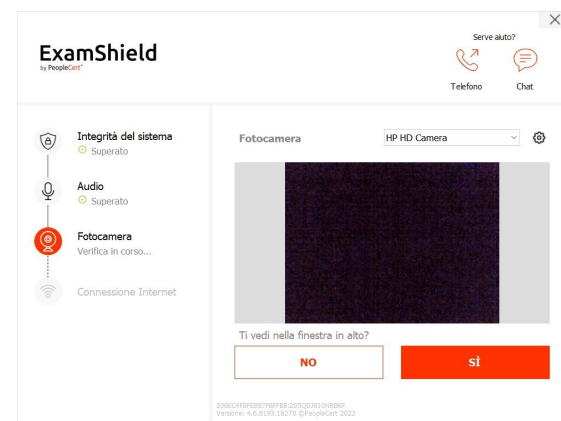 ExamShield
by PeopleCert
Serve aiuto?
Telefono
Chat
Integrità del sistema
Superato
Audio
Superato
Fotocamera
Verifica in corso...
Connessione Internet
Fotocamera
HP HD Camera
Ti vedi nella finestra in alto?
NO
SÌ
Versione: 4.6.8193.18278 ©PeopleCert 2022